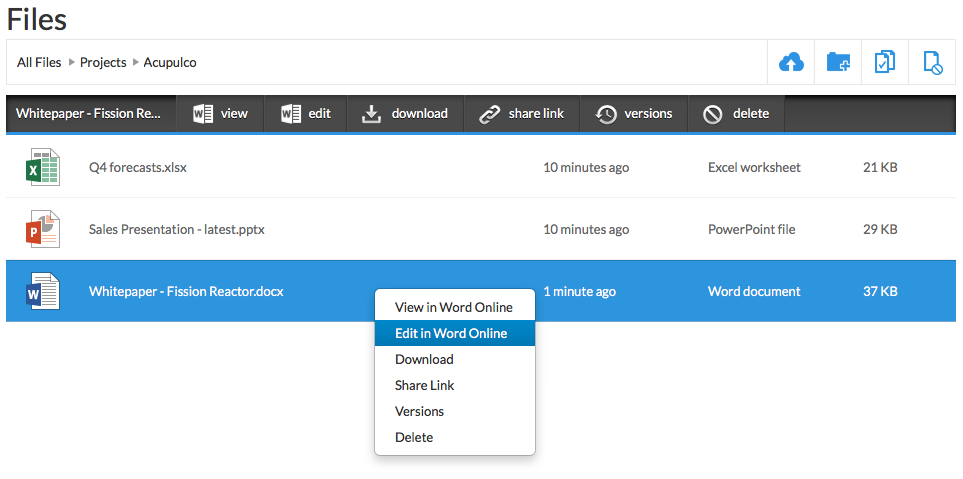 Files
All Files Projects Acupulco
Whitepaper - Fission Re... view edit download share link versions delete
Q4 forecasts.xlsx 10 minutes ago Excel worksheet 21 KB
Sales Presentation - latest.pptx 10 minutes ago PowerPoint file 29 KB
Whitepaper - Fission Reactor.docx 1 minute ago Word document 37 KB
View in Word Online
Edit in Word Online
Download
Share Link
Versions
Delete